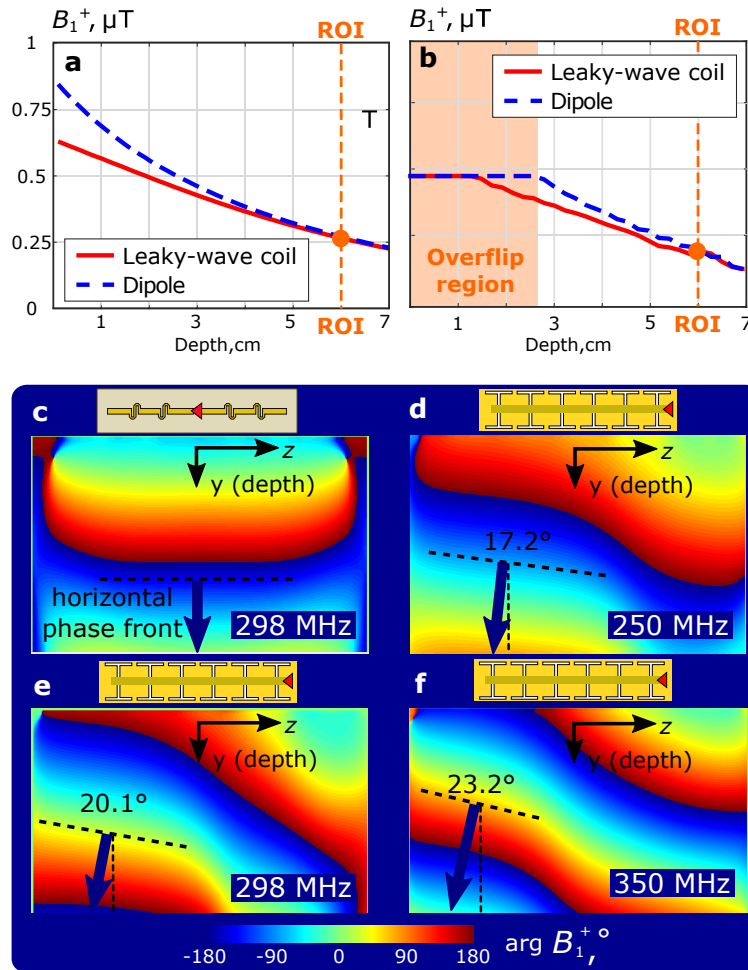 B₁⁺, µT
ROI
1
a
0.75
T
0.5
0.25
Leaky-wave coil
Dipole
0
1
3
5
7
ROI
Depth,cm
B₁⁺, µT
ROI
b
Leaky-wave coil
Dipole
Overflip
region
1
3
5
7
ROI
Depth,cm
c
z
y (depth)
horizontal
phase front
298 MHz
d
z
y (depth)
17.2°
250 MHz
e
z
y (depth)
20.1°
298 MHz
f
z
y (depth)
23.2°
350 MHz
-180
-90
0
90
180
arg B₁⁺,°